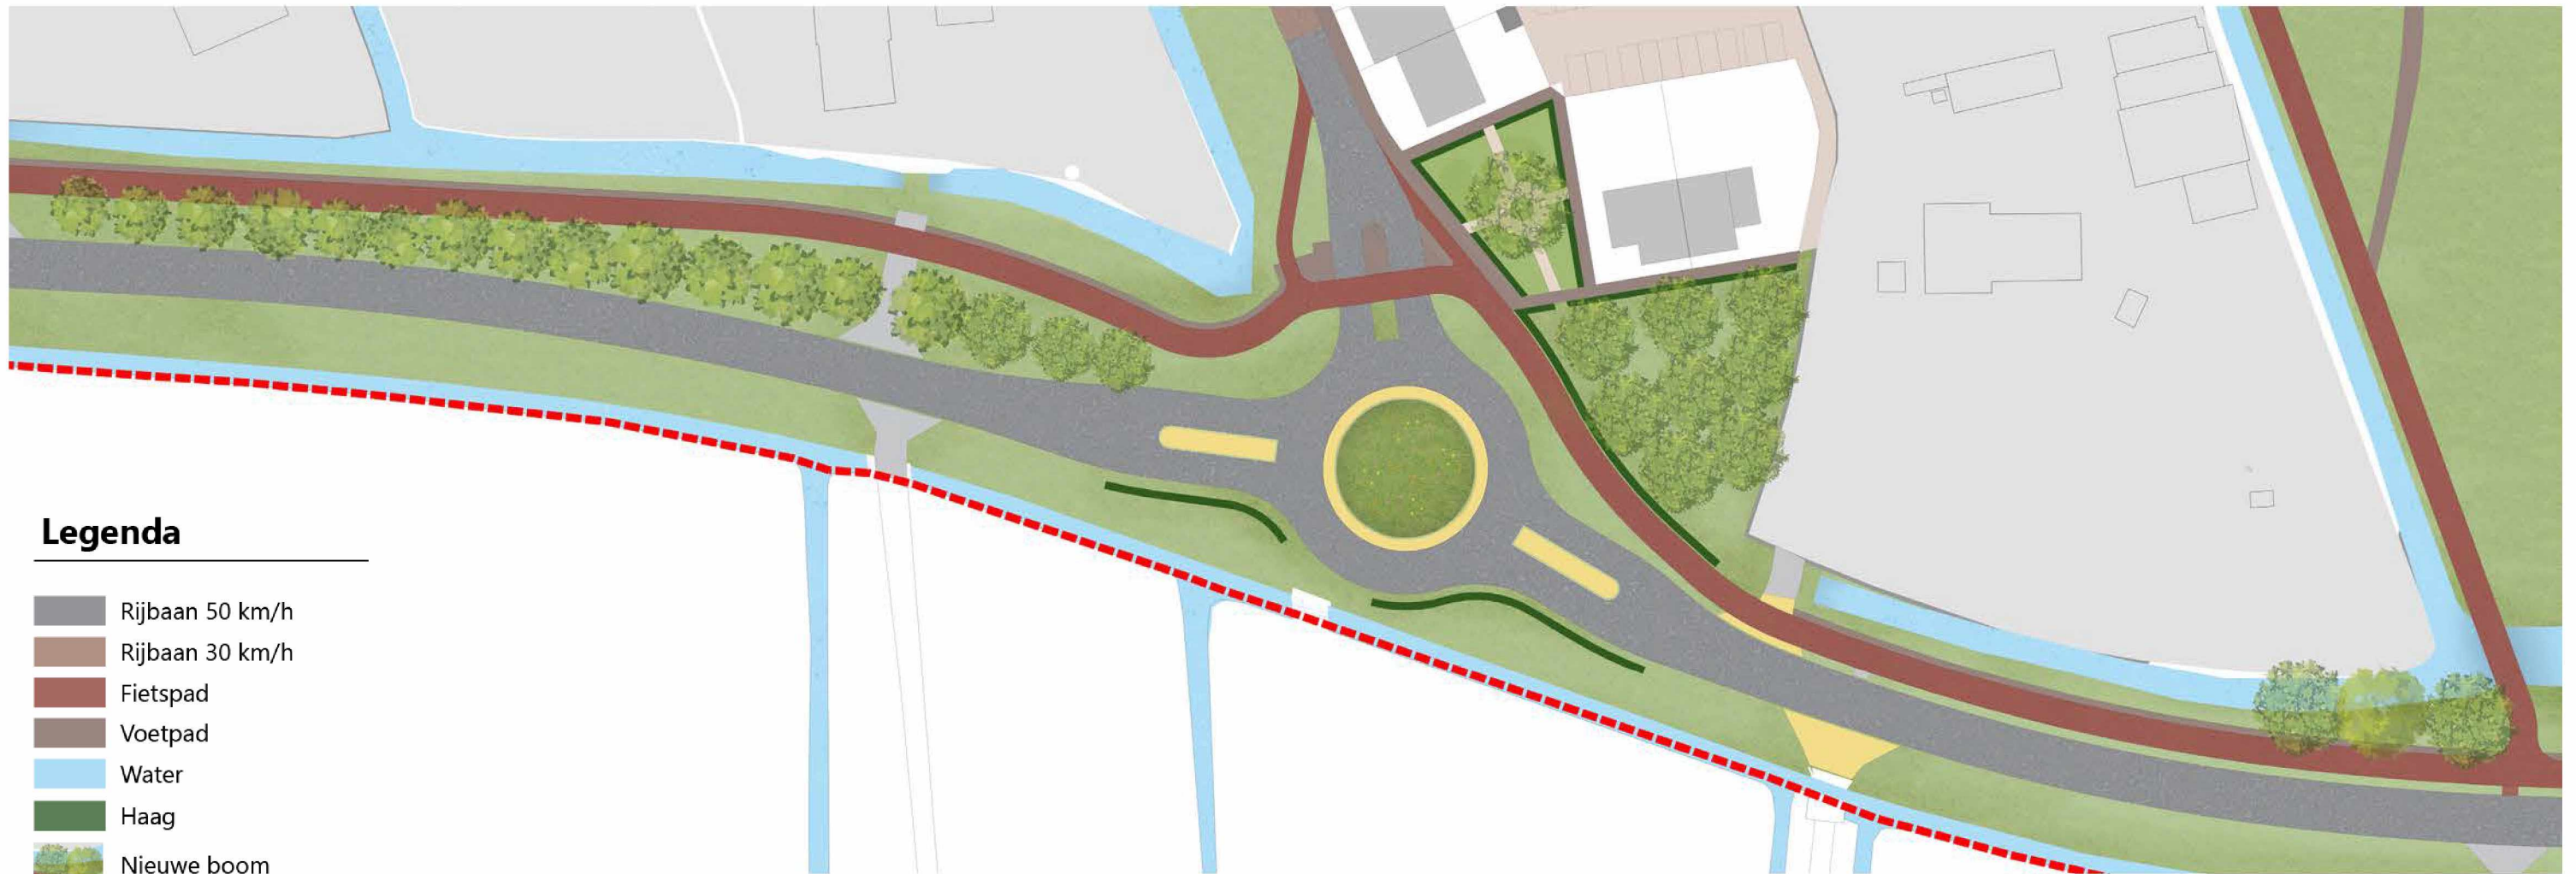 Legenda
Rijbaan 50 km/h
Rijbaan 30 km/h
Fietspad
Voetpad
Water
Haag
Nieuwe boom